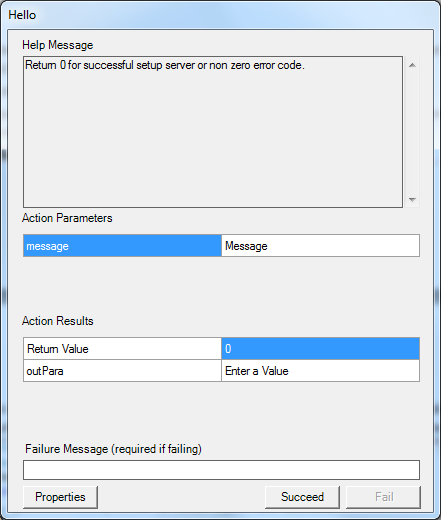 Hello
Help Message
Return 0 for successful setup server or non zero error code.
Action Parameters
message Message
Action Results
Return Value 0
outPara Enter a Value
Failure Message (required if failing)
Properties Succeed Fail